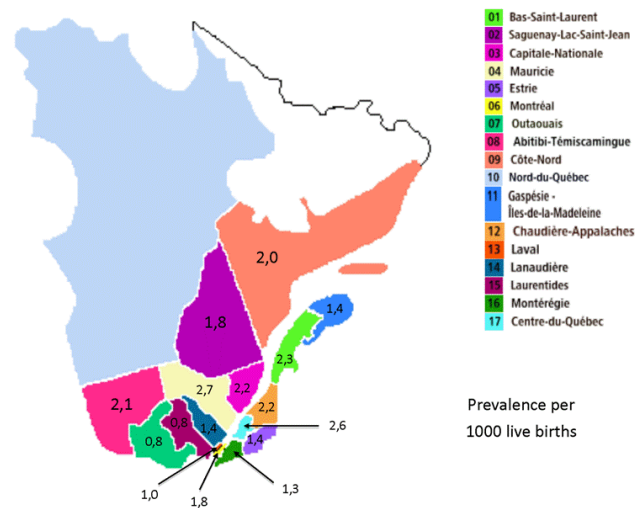 01 Bas-Saint-Laurent
02 Saguenay-Lac-Saint-Jean
03 Capitale-Nationale
04 Mauricie
05 Estrie
06 Montréal
07 Outaouais
08 Abitibi-Témiscamingue
09 Côte-Nord
10 Nord-du-Québec
11 Gaspésie -
Îles-de-la-Madeleine
12 Chaudière-Appalaches
13 Laval
14 Lanaudière
15 Laurentides
16 Montérégie
17 Centre-du-Québec
2,0
1,8
1,4
2,3
2,7
2,2
2,1
2,2
0,8
1,4
2,6
0,8
1,4
1,0
1,8
1,3
Prevalence per
1000 live births